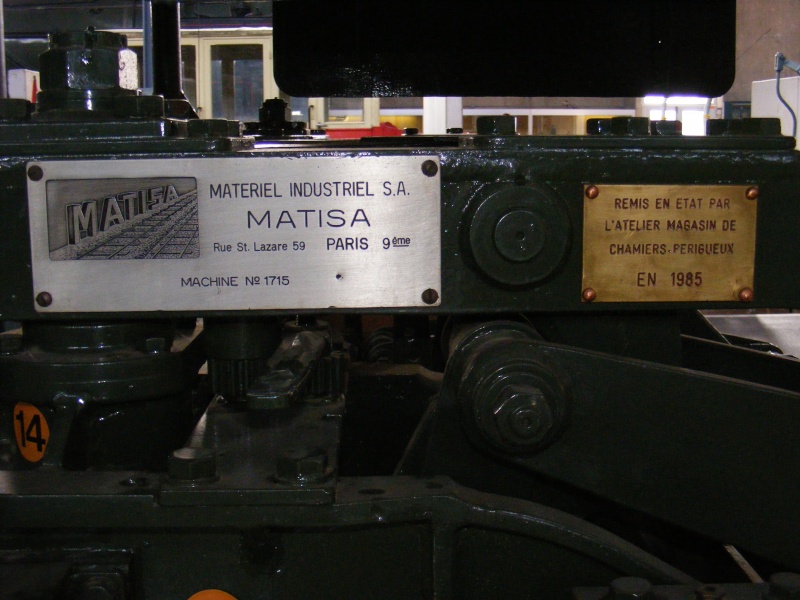 MATISA
MATERIEL INDUSTRIEL S.A.
MATISA
Rue St. Lazare 59 PARIS 9ème
MACHINE No 1715
REMIS EN ETAT PAR
L'ATELIER MAGASIN DE
CHAMIERS-PERIGUEUX
EN 1985
14